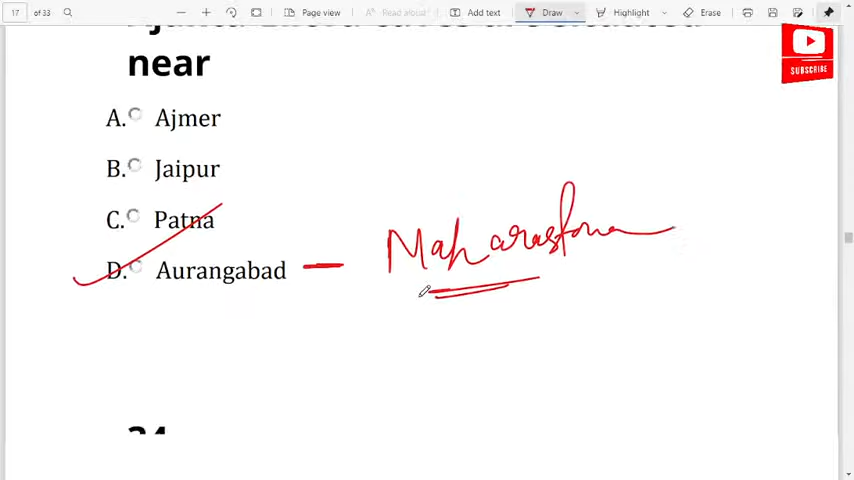 17 of 33 Page view Read aloud Add text Draw Highlight Erase
near
SUBSCRIBE
A. Ajmer
B. Jaipur
C. Patna
D. Aurangabad — Maharastra